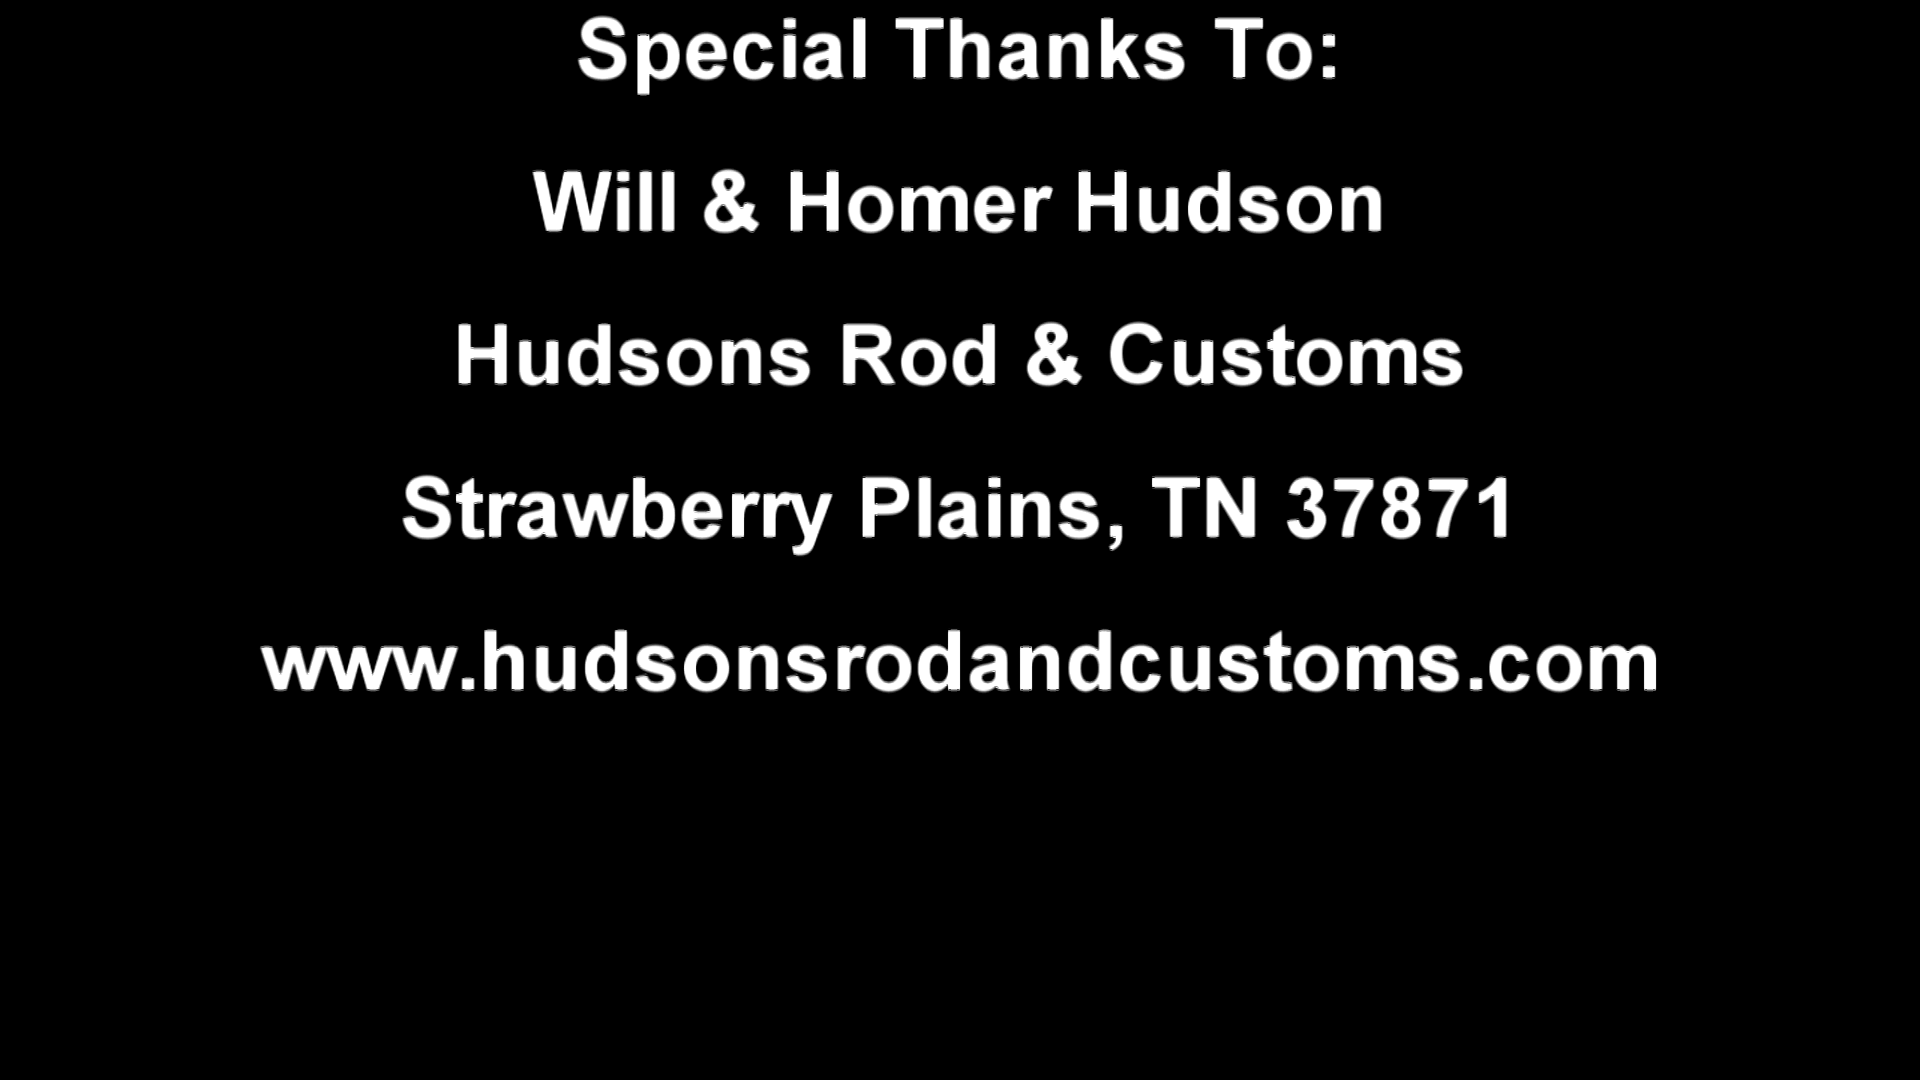 Special Thanks To:
Will & Homer Hudson
Hudsons Rod & Customs
Strawberry Plains, TN 37871
www.hudsonsrodandcustoms.com